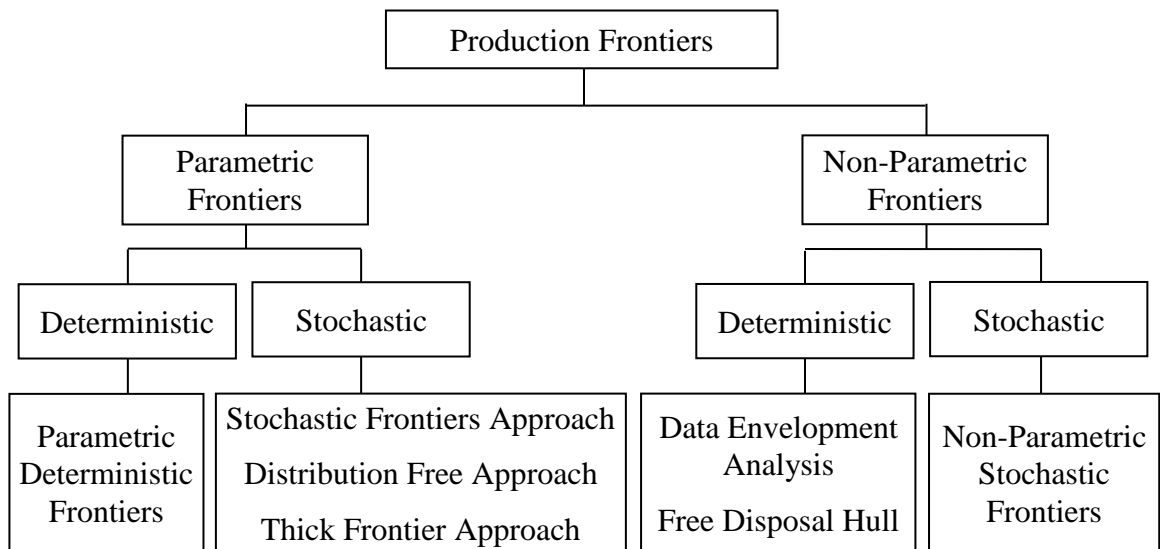 Production Frontiers
Parametric
Frontiers
Non-Parametric
Frontiers
Deterministic
Stochastic
Deterministic
Stochastic
Parametric
Deterministic
Frontiers
Stochastic Frontiers Approach
Distribution Free Approach
Thick Frontier Approach
Data Envelopment
Analysis
Free Disposal Hull
Non-Parametric
Stochastic
Frontiers